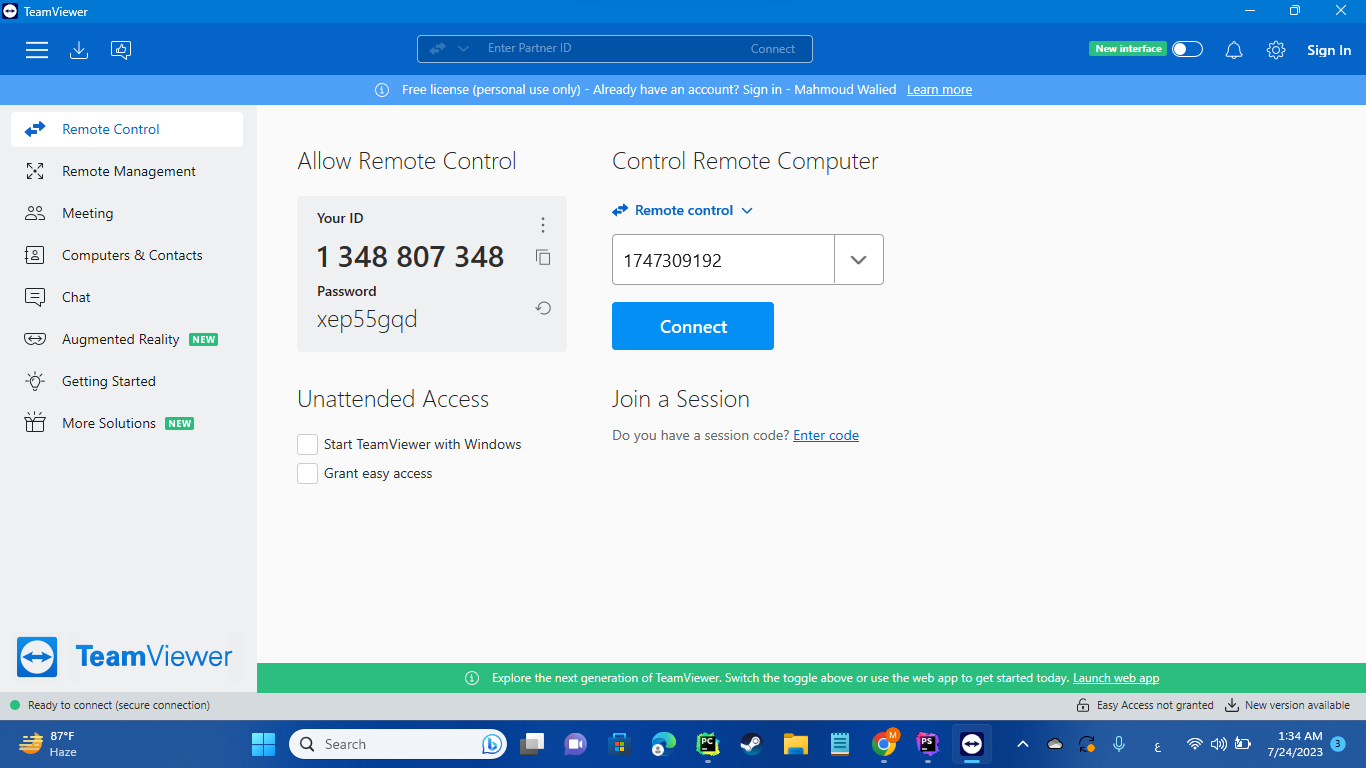 TeamViewer
Enter Partner ID
Connect
New interface
Sign In
Free license (personal use only) - Already have an account? Sign in - Mahmoud Walied Learn more
Remote Control
Remote Management
Meeting
Computers & Contacts
Chat
Augmented Reality NEW
Getting Started
More Solutions NEW
TeamViewer
Allow Remote Control
Your ID
1 348 807 348
Password
xep55gqd
Unattended Access
Start TeamViewer with Windows
Grant easy access
Control Remote Computer
Remote control
1747309192
Connect
Join a Session
Do you have a session code? Enter code
Explore the next generation of TeamViewer. Switch the toggle above or use the web app to get started today. Launch web app
Ready to connect (secure connection)
Easy Access not granted
New version available
87°F
Haze
Search
PC
M
PS
ع
1:34 AM
7/24/2023
3